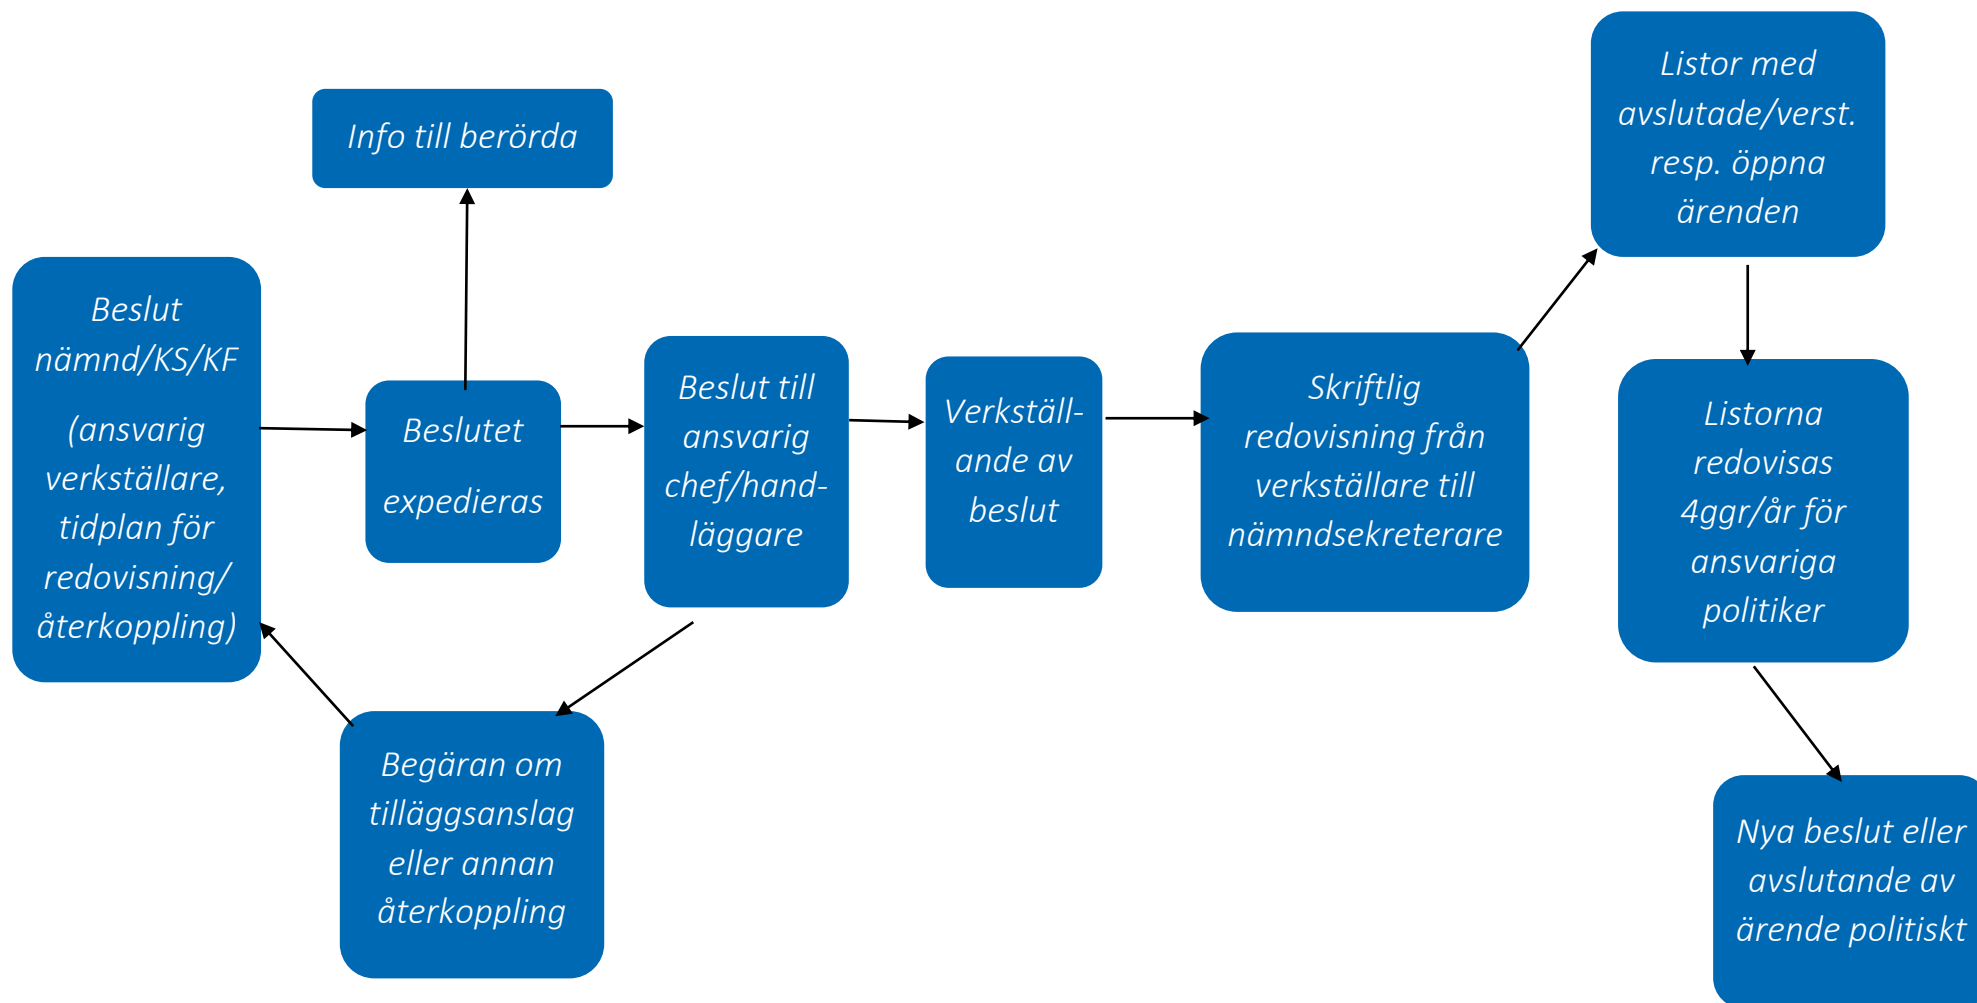 Info till berörda
Beslut
nämnd/KS/KF
(ansvarig
verkställare,
tidplan för
redovisning/
återkoppling)
Beslutet
expedieras
Beslut till
ansvarig
chef/hand-
läggare
Begäran om
tilläggsanslag
eller annan
återkoppling
Verkställ-
ande av
beslut
Skriftlig
redovisning från
verkställare till
nämndsekreterare
Listor med
avslutade/verst.
resp. öppna
ärenden
Listorna
redovisas
4ggr/år för
ansvariga
politiker
Nya beslut eller
avslutande av
ärende politiskt